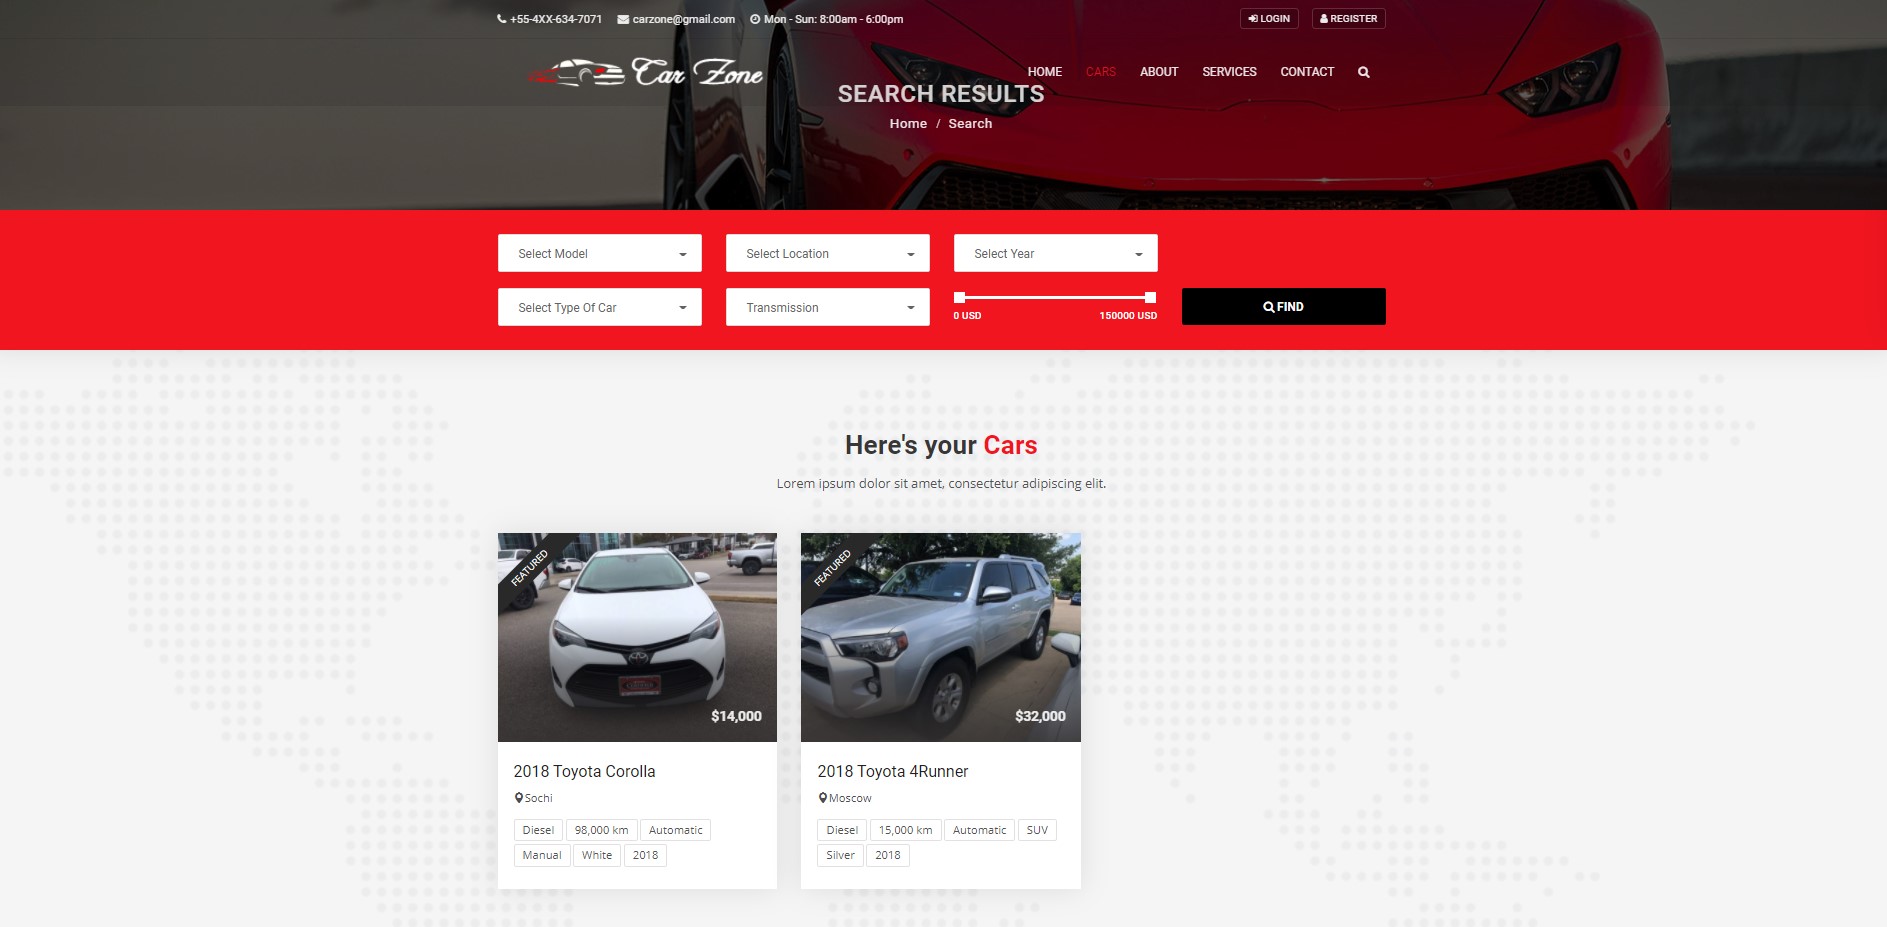 +55-4XX-634-7071 carzone@gmail.com Mon - Sun: 8:00am - 6:00pm LOGIN REGISTER
Car Zone HOME CARS ABOUT SERVICES CONTACT
SEARCH RESULTS
Home / Search
Select Model Select Location Select Year
Select Type Of Car Transmission FIND
0 USD 150000 USD
Here's your Cars
Lorem ipsum dolor sit amet, consectetur adipiscing elit.
FEATURED
$14,000
2018 Toyota Corolla
Sochi
Diesel 98,000 km Automatic
Manual White 2018
FEATURED
$32,000
2018 Toyota 4Runner
Moscow
Diesel 15,000 km Automatic SUV
Silver 2018